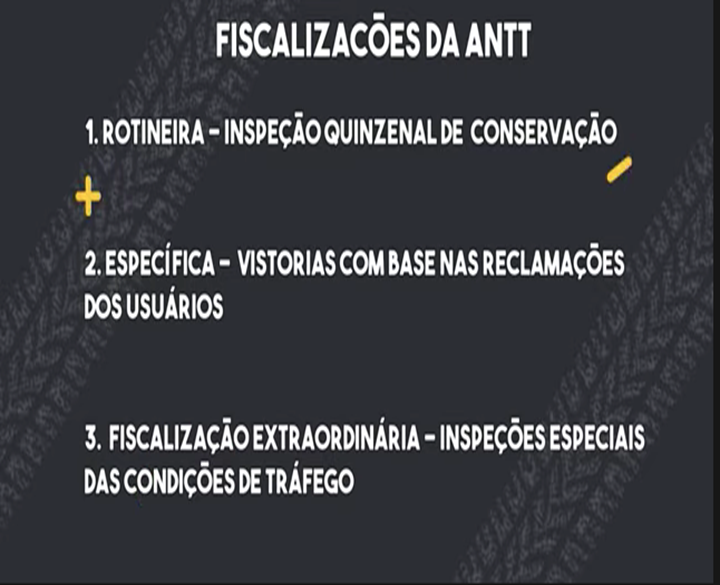 FISCALIZACÕES DA ANTT
1. ROTINEIRA - INSPEÇÃO QUINZENAL DE CONSERVAÇÃO
2. ESPECÍFICA - VISTORIAS COM BASE NAS RECLAMAÇÕES
DOS USUÁRIOS
3. FISCALIZAÇÃO EXTRAORDINÁRIA - INSPEÇÕES ESPECIAIS
DAS CONDIÇÕES DE TRÁFEGO